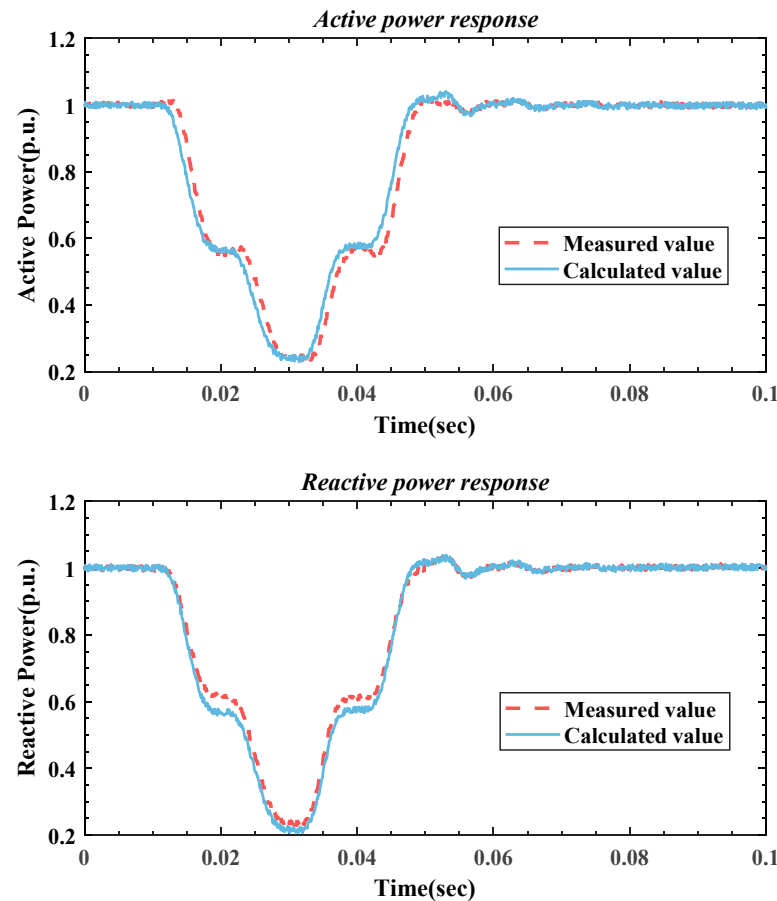 Active power response
1.2
1
0.8
0.6
0.4
0.2
Active Power(p.u.)
Measured value
Calculated value
0 0.02 0.04 0.06 0.08 0.1
Time(sec)
Reactive power response
1.2
1
0.8
0.6
0.4
0.2
Reactive Power(p.u.)
Measured value
Calculated value
0 0.02 0.04 0.06 0.08 0.1
Time(sec)